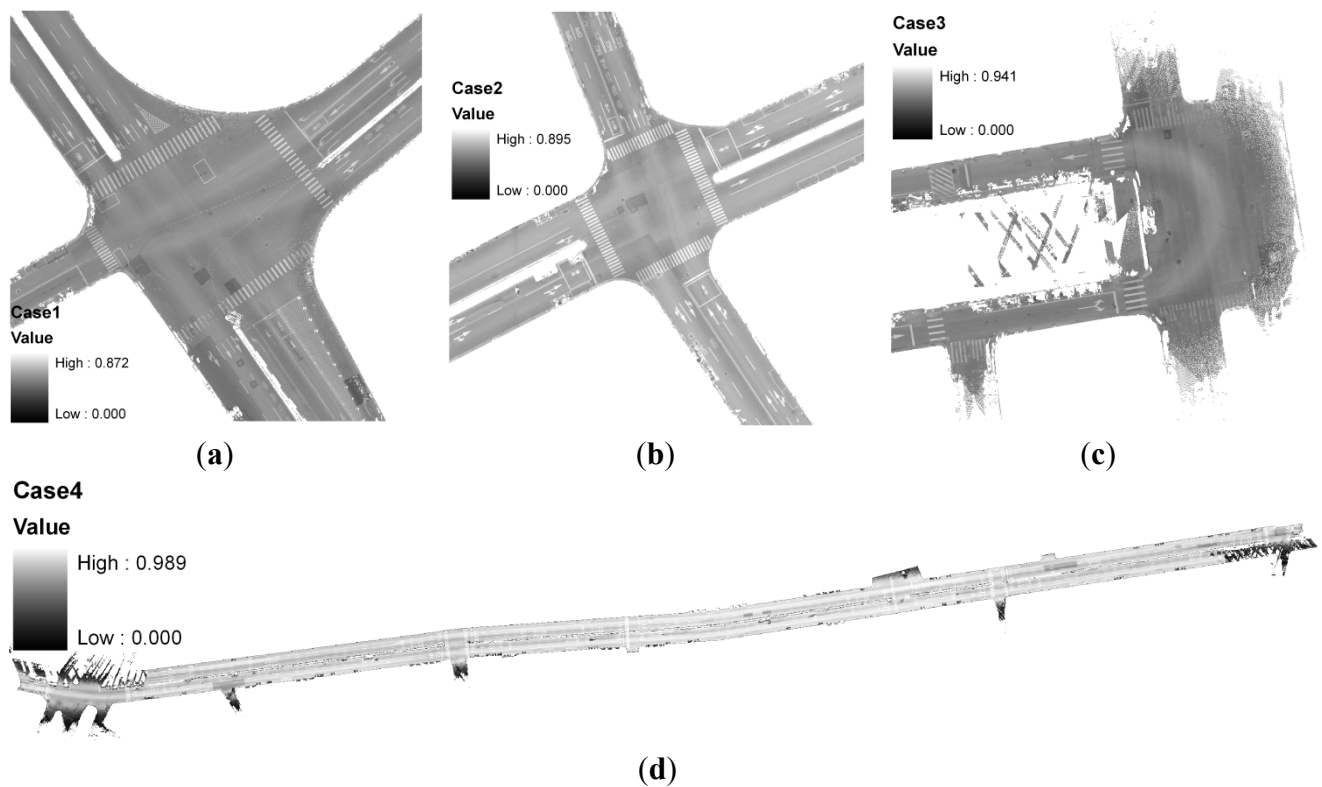 Case1
Value
High : 0.872
Low : 0.000
(a)
Case2
Value
High : 0.895
Low : 0.000
(b)
Case3
Value
High : 0.941
Low : 0.000
(c)
Case4
Value
High : 0.989
Low : 0.000
(d)